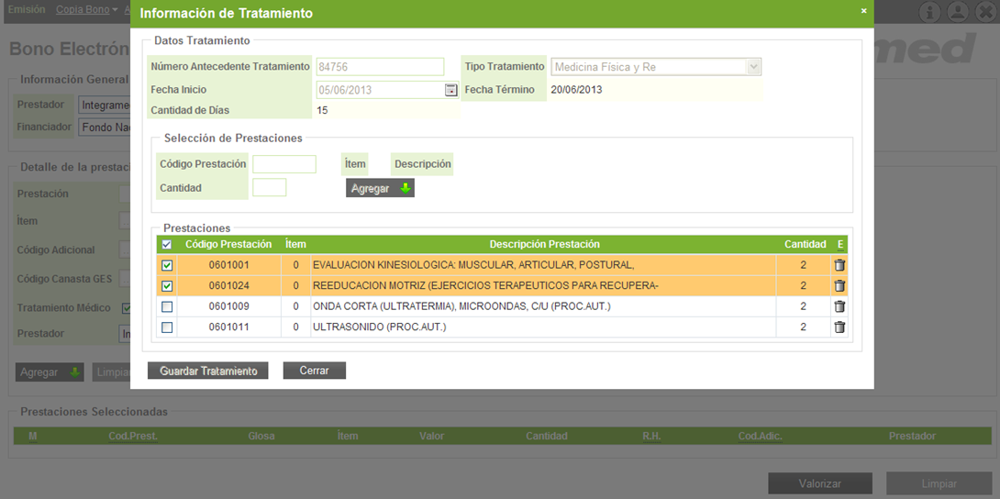 Emisión Copia Bono
Información de Tratamiento
Bono Electrón
med
Datos Tratamiento
Número Antecedente Tratamiento 84756 Tipo Tratamiento Medicina Física y Re
Fecha Inicio 05/06/2013 Fecha Término 20/06/2013
Cantidad de Días 15
Información General
Prestador Integrame
Financiador Fondo Na
Selección de Prestaciones
Código Prestación Ítem Descripción
Cantidad Agregar
Detalle de la prestaci
Prestación
Ítem
Código Adicional
Código Canasta GES
Tratamiento Médico
Prestador In
Agregar Limpiar
Prestaciones
Código Prestación Ítem Descripción Prestación Cantidad E
0601001 0 EVALUACION KINESIOLOGICA: MUSCULAR, ARTICULAR, POSTURAL, 2
0601024 0 REEDUCACION MOTRIZ (EJERCICIOS TERAPEUTICOS PARA RECUPERA- 2
0601009 0 ONDA CORTA (ULTRATERMIA), MICROONDAS, C/U (PROC.AUT.) 2
0601011 0 ULTRASONIDO (PROC.AUT.) 2
Guardar Tratamiento Cerrar
Prestaciones Seleccionadas
M Cod.Prest. Glosa Ítem Valor Cantidad R.H. Cod.Adic. Prestador
Valorizar Limpiar